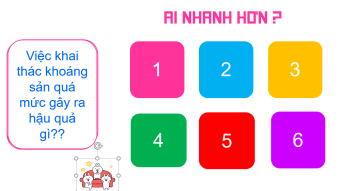 AI NHANH HƠN ?
Việc khai
thác khoáng
sản quá
mức gây ra
hậu quả
gì??
1
2
3
4
5
6